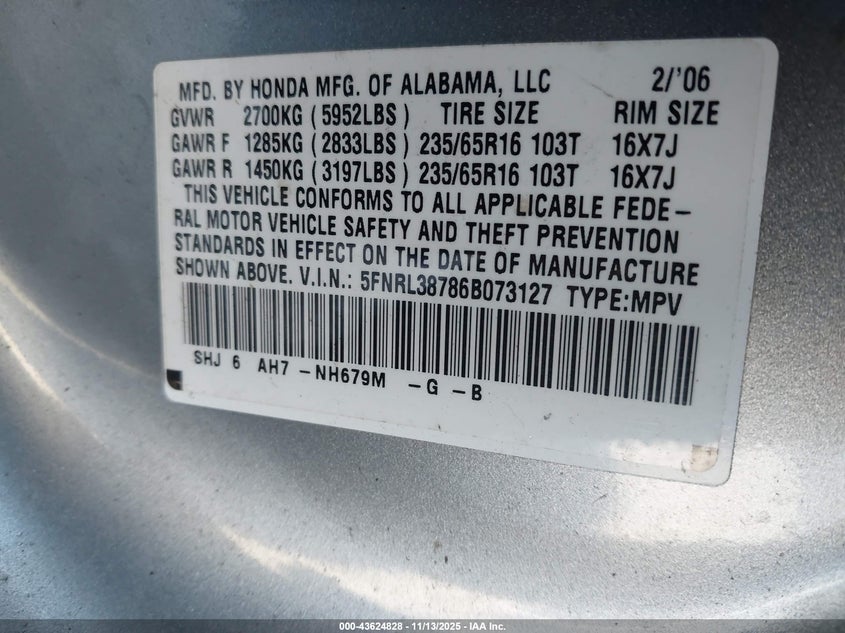 MFD. BY HONDA MFG. OF ALABAMA, LLC 2/'06
GVWR 2700KG (5952LBS) TIRE SIZE RIM SIZE
GAWR F 1285KG (2833LBS) 235/65R16 103T 16X7J
GAWR R 1450KG (3197LBS) 235/65R16 103T 16X7J
THIS VEHICLE CONFORMS TO ALL APPLICABLE FEDE-
RAL MOTOR VEHICLE SAFETY AND THEFT PREVENTION
STANDARDS IN EFFECT ON THE DATE OF MANUFACTURE
SHOWN ABOVE. V.I.N.: 5FNRL38786B073127 TYPE:MPV
SHJ 6 AH7 -NH679M -G -B
000-43624828 - 11/13/2025 - IAA Inc. Copyright